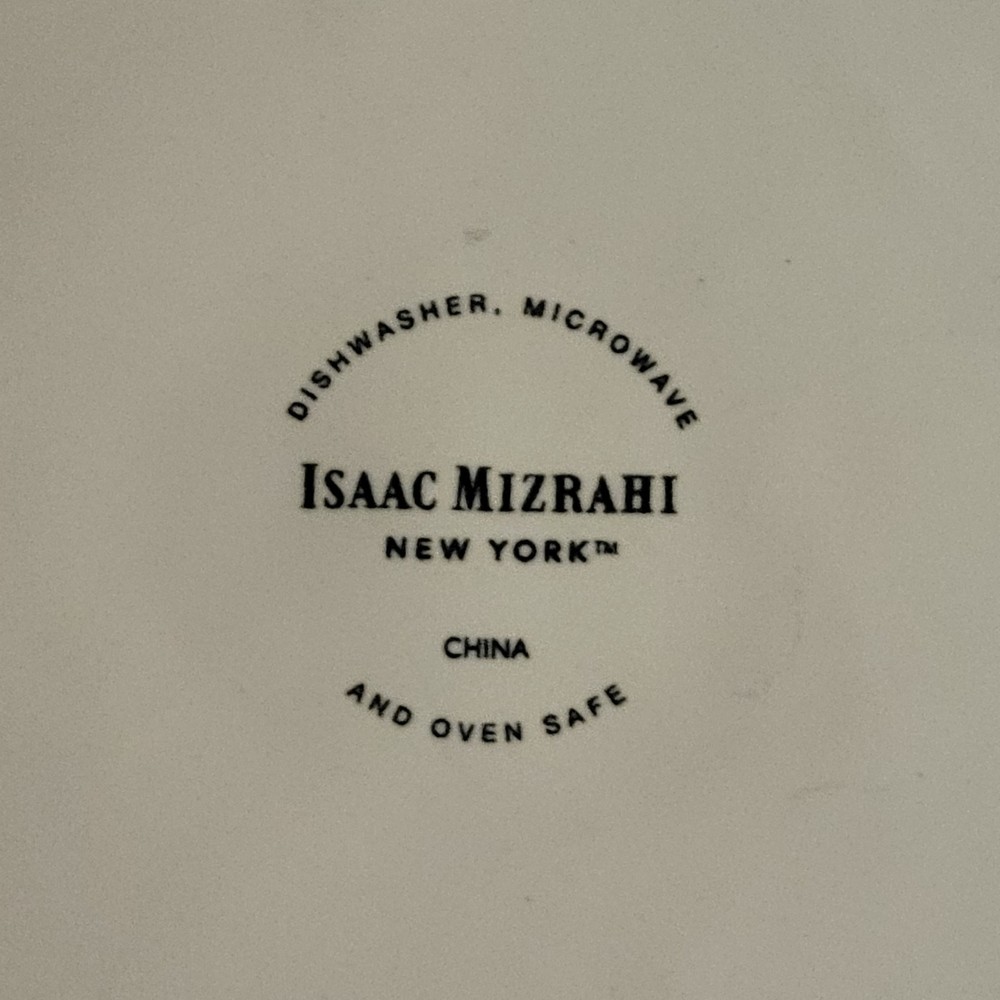 DISHWASHER, MICROWAVE
ISAAC MIZRAHI
NEW YORK™
CHINA
AND OVEN SAFE